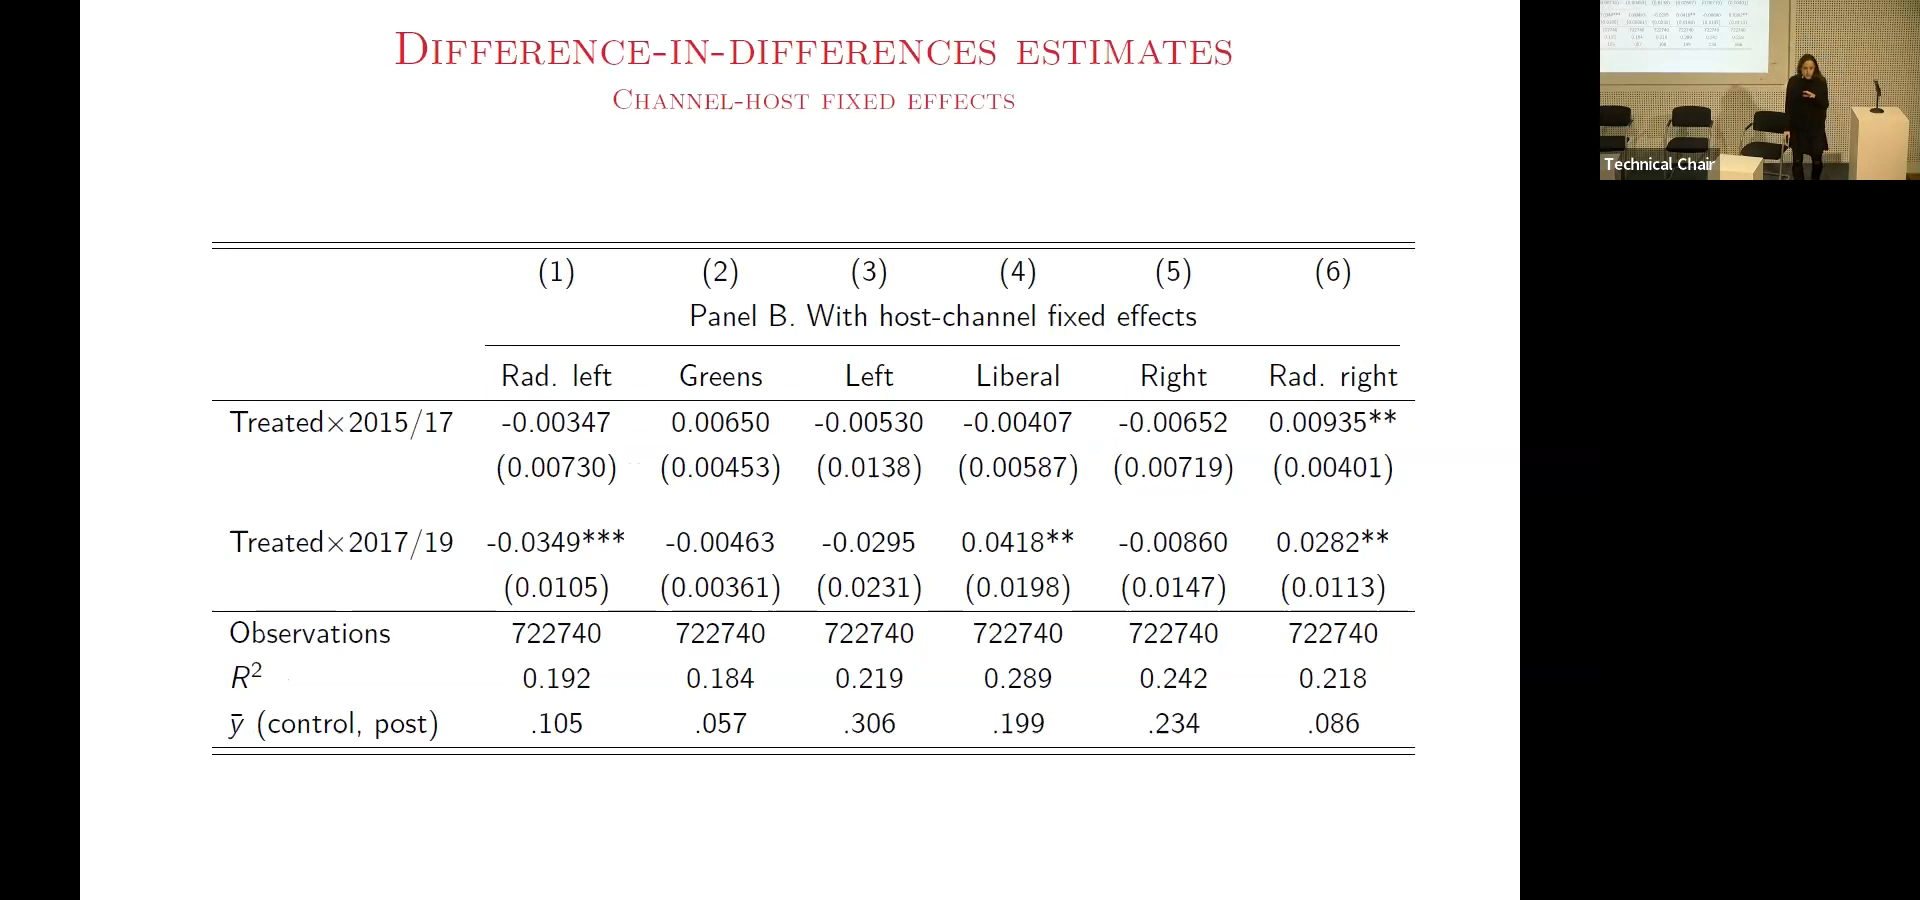 DIFFERENCE-IN-DIFFERENCES ESTIMATES
CHANNEL-HOST FIXED EFFECTS
(1) (2) (3) (4) (5) (6)
Panel B. With host-channel fixed effects
Rad. left Greens Left Liberal Right Rad. right
Treated×2015/17 -0.00347 0.00650 -0.00530 -0.00407 -0.00652 0.00935**
(0.00730) (0.00453) (0.0138) (0.00587) (0.00719) (0.00401)
Treated×2017/19 -0.0349*** -0.00463 -0.0295 0.0418** -0.00860 0.0282**
(0.0105) (0.00361) (0.0231) (0.0198) (0.0147) (0.0113)
Observations 722740 722740 722740 722740 722740 722740
R² 0.192 0.184 0.219 0.289 0.242 0.218
ȳ (control, post) .105 .057 .306 .199 .234 .086
Technical Chair